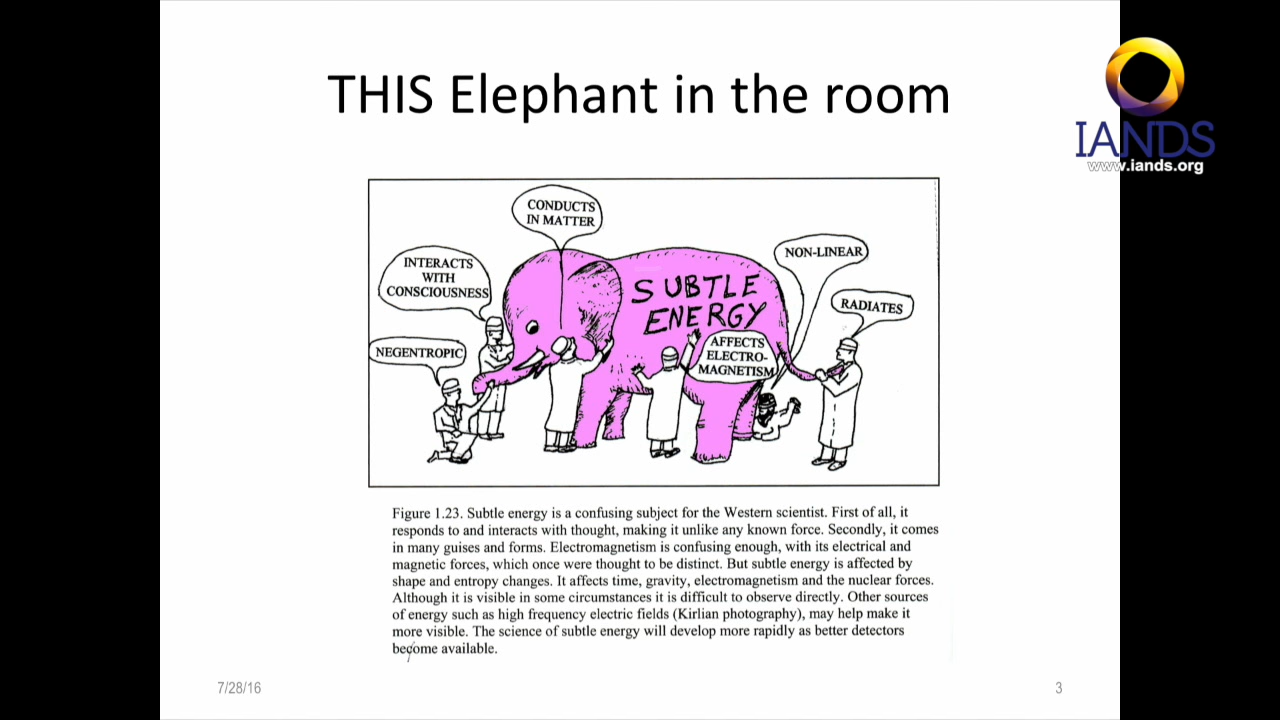 THIS Elephant in the room
IANDS
www.iands.org
CONDUCTS
IN MATTER
INTERACTS
WITH
CONSCIOUSNESS
NEGENTROPIC
SUBTLE
ENERGY
NON-LINEAR
RADIATES
AFFECTS
ELECTRO-
MAGNETISM
Figure 1.23. Subtle energy is a confusing subject for the Western scientist. First of all, it
responds to and interacts with thought, making it unlike any known force. Secondly, it comes
in many guises and forms. Electromagnetism is confusing enough, with its electrical and
magnetic forces, which once were thought to be distinct. But subtle energy is affected by
shape and entropy changes. It affects time, gravity, electromagnetism and the nuclear forces.
Although it is visible in some circumstances it is difficult to observe directly. Other sources
of energy such as high frequency electric fields (Kirlian photography), may help make it
more visible. The science of subtle energy will develop more rapidly as better detectors
become available.
7/28/16
3